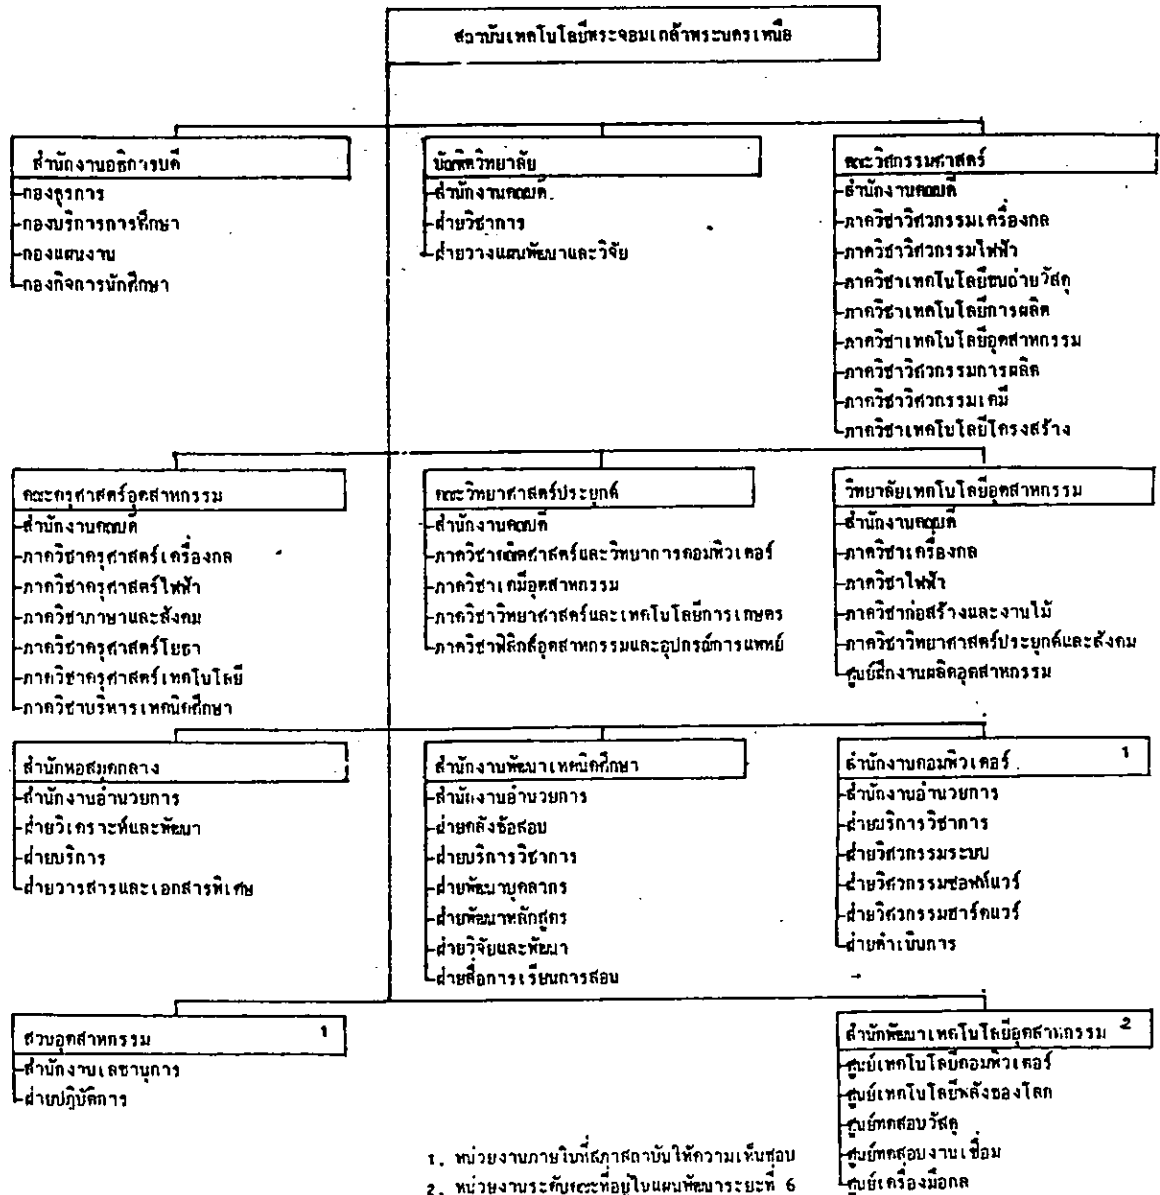 สถาบันเทคโนโลยีพระจอมเกล้าพระนครเหนือ
สำนักงานอธิการบดี
กองธุรการ
กองบริการการศึกษา
กองแผนงาน
กองกิจการนักศึกษา
บัณฑิตวิทยาลัย
สำนักงานคณบดี
ฝ่ายวิชาการ
ฝ่ายวางแผนพัฒนาและวิจัย
คณะวิศวกรรมศาสตร์
สำนักงานคณบดี
ภาควิชาวิศวกรรมเครื่องกล
ภาควิชาวิศวกรรมไฟฟ้า
ภาควิชาเทคโนโลยีขนถ่ายวัสดุ
ภาควิชาเทคโนโลยีการผลิต
ภาควิชาเทคโนโลยีอุตสาหกรรม
ภาควิชาวิศวกรรมการผลิต
ภาควิชาวิศวกรรมเคมี
ภาควิชาเทคโนโลยีโครงสร้าง
คณะครุศาสตร์อุตสาหกรรม
สำนักงานคณบดี
ภาควิชาครุศาสตร์เครื่องกล
ภาควิชาครุศาสตร์ไฟฟ้า
ภาควิชาภาษาและสังคม
ภาควิชาครุศาสตร์โยธา
ภาควิชาครุศาสตร์เทคโนโลยี
ภาควิชาบริหารเทคนิคศึกษา
คณะวิทยาศาสตร์ประยุกต์
สำนักงานคณบดี
ภาควิชาคณิตศาสตร์และวิทยาการคอมพิวเตอร์
ภาควิชาเคมีอุตสาหกรรม
ภาควิชาวิทยาศาสตร์และเทคโนโลยีการเกษตร
ภาควิชาฟิสิกส์อุตสาหกรรมและอุปกรณ์การแพทย์
วิทยาลัยเทคโนโลยีอุตสาหกรรม
สำนักงานคณบดี
ภาควิชาเครื่องกล
ภาควิชาไฟฟ้า
ภาควิชาก่อสร้างและงานไม้
ภาควิชาวิทยาศาสตร์ประยุกต์และสังคม
ศูนย์ฝึกงานผลิตอุตสาหกรรม
สำนักหอสมุดกลาง
สำนักงานอำนวยการ
ฝ่ายวิเคราะห์และพัฒนา
ฝ่ายบริการ
ฝ่ายวารสารและเอกสารพิเศษ
สำนักงานพัฒนาเทคนิคศึกษา
สำนักงานอำนวยการ
ฝ่ายคลังข้อสอบ
ฝ่ายบริการวิชาการ
ฝ่ายพัฒนาบุคลากร
ฝ่ายพัฒนาหลักสูตร
ฝ่ายวิจัยและพัฒนา
ฝ่ายสื่อการเรียนการสอน
สำนักงานคอมพิวเตอร์ 1
สำนักงานอำนวยการ
ฝ่ายบริการวิชาการ
ฝ่ายวิศวกรรมระบบ
ฝ่ายวิศวกรรมซอฟท์แวร์
ฝ่ายวิศวกรรมฮาร์ดแวร์
ฝ่ายดำเนินการ
สวนอุตสาหกรรม 1
สำนักงานเลขานุการ
ฝ่ายปฏิบัติการ
สำนักพัฒนาเทคโนโลยีอุตสาหกรรม 2
ศูนย์เทคโนโลยีคอมพิวเตอร์
ศูนย์เทคโนโลยีพลังของโลก
ศูนย์ทดสอบวัสดุ
ศูนย์ทดสอบงานเชื่อม
ศูนย์เครื่องมือกล
1. หน่วยงานภายในที่สภาสถาบันให้ความเห็นชอบ
2. หน่วยงานระดับคณะที่อยู่ในแผนพัฒนาระยะที่ 6